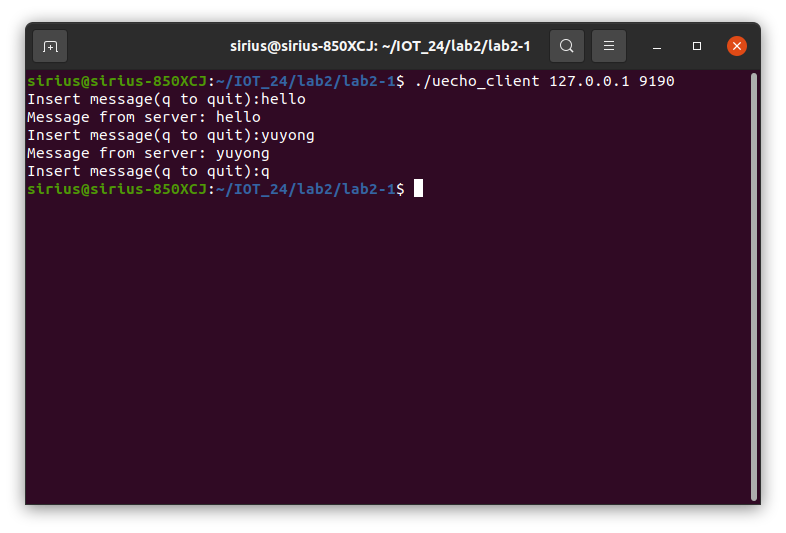 sirius@sirius-850XCJ: ~/IOT_24/lab2/lab2-1
sirius@sirius-850XCJ:~/IOT_24/lab2/lab2-1$ ./uecho_client 127.0.0.1 9190
Insert message(q to quit):hello
Message from server: hello
Insert message(q to quit):yuyong
Message from server: yuyong
Insert message(q to quit):q
sirius@sirius-850XCJ:~/IOT_24/lab2/lab2-1$